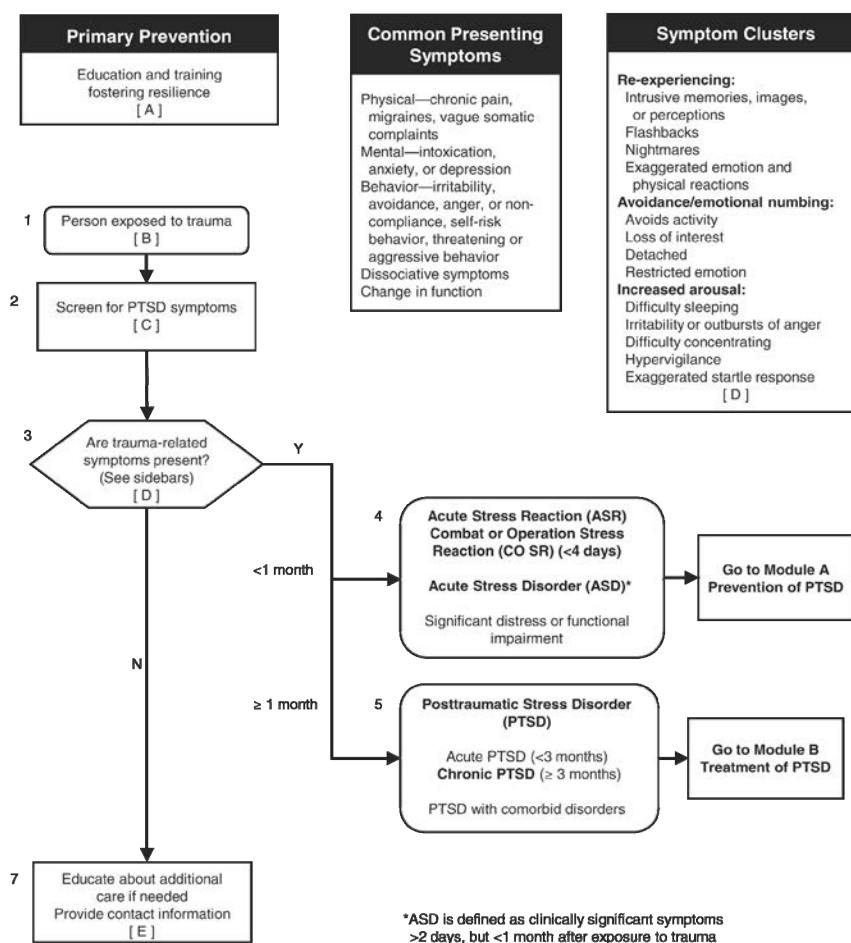 Primary Prevention
Education and training
fostering resilience
[ A ]
Common Presenting
Symptoms
Physical—chronic pain,
migraines, vague somatic
complaints
Mental—intoxication,
anxiety, or depression
Behavior—irritability,
avoidance, anger, or non-
compliance, self-risk
behavior, threatening or
aggressive behavior
Dissociative symptoms
Change in function
Symptom Clusters
Re-experiencing:
Intrusive memories, images,
or perceptions
Flashbacks
Nightmares
Exaggerated emotion and
physical reactions
Avoidance/emotional numbing:
Avoids activity
Loss of interest
Detached
Restricted emotion
Increased arousal:
Difficulty sleeping
Irritability or outbursts of anger
Difficulty concentrating
Hypervigilance
Exaggerated startle response
[ D ]
1
Person exposed to trauma
[ B ]
2
Screen for PTSD symptoms
[ C ]
3
Are trauma-related
symptoms present?
(See sidebars)
[ D ]
Y
N
<1 month
4
Acute Stress Reaction (ASR)
Combat or Operation Stress
Reaction (CO SR) (<4 days)
Acute Stress Disorder (ASD)*
Significant distress or functional
impairment
Go to Module A
Prevention of PTSD
≥ 1 month
5
Posttraumatic Stress Disorder
(PTSD)
Acute PTSD (<3 months)
Chronic PTSD (≥ 3 months)
PTSD with comorbid disorders
Go to Module B
Treatment of PTSD
7
Educate about additional
care if needed
Provide contact information
[ E ]
*ASD is defined as clinically significant symptoms
>2 days, but <1 month after exposure to trauma